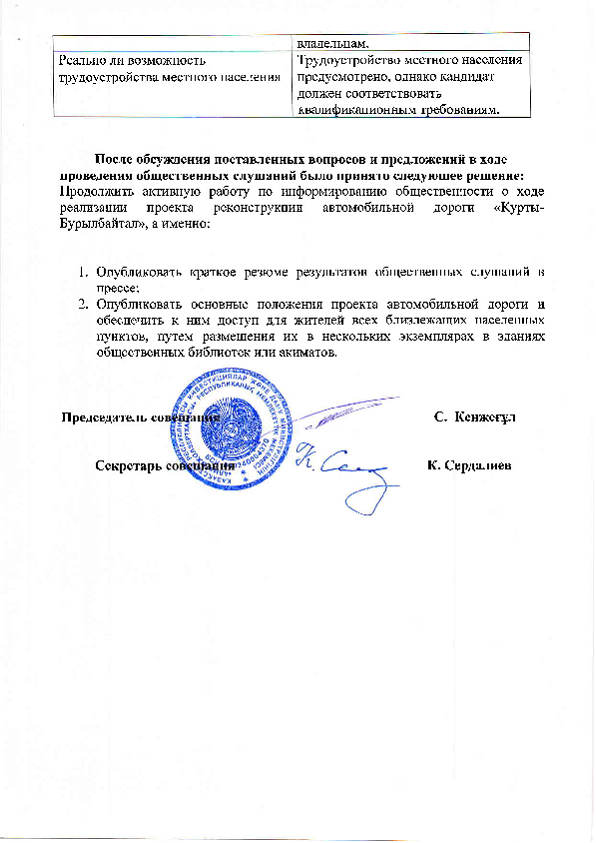 владельцам.
Реально ли возможность Трудоустройство местного населения
трудоустройства местного населения предусмотрено, однако кандидат
должен соответствовать
квалификационным требованиям.
После обсуждения поставленных вопросов и предложений в ходе
проведения общественных слушаний было принято следующее решение:
Продолжить активную работу по информированию общественности о ходе
реализации проекта реконструкции автомобильной дороги «Курты-
Бурылбайтал», а именно:
1. Опубликовать краткое резюме результатов общественных слушаний в
прессе;
2. Опубликовать основные положения проекта автомобильной дороги и
обеспечить к ним доступ для жителей всех близлежащих населенных
пунктов, путем размещения их в нескольких экземплярах в зданиях
общественных библиотек или акиматов.
Председатель совещания С. Кенжеғұл
Секретарь совещания К. Сердалиев